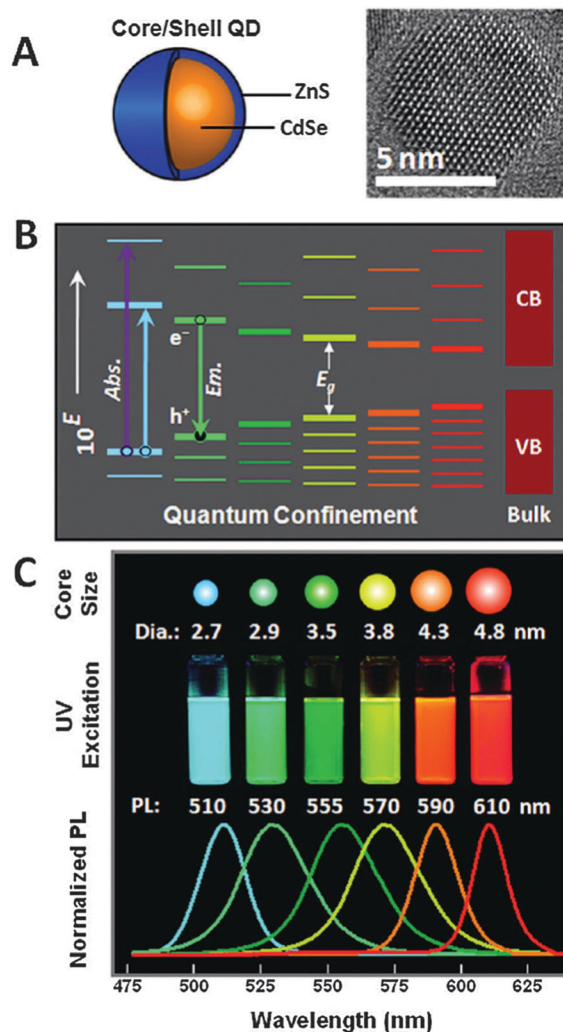 A
Core/Shell QD
ZnS
CdSe
5 nm
B
10^E
Abs.
e⁻
Em.
h⁺
E_g
CB
VB
Quantum Confinement
Bulk
C
Core Size
Dia.: 2.7 2.9 3.5 3.8 4.3 4.8 nm
UV Excitation
PL: 510 530 555 570 590 610 nm
Normalized PL
475 500 525 550 575 600 625
Wavelength (nm)